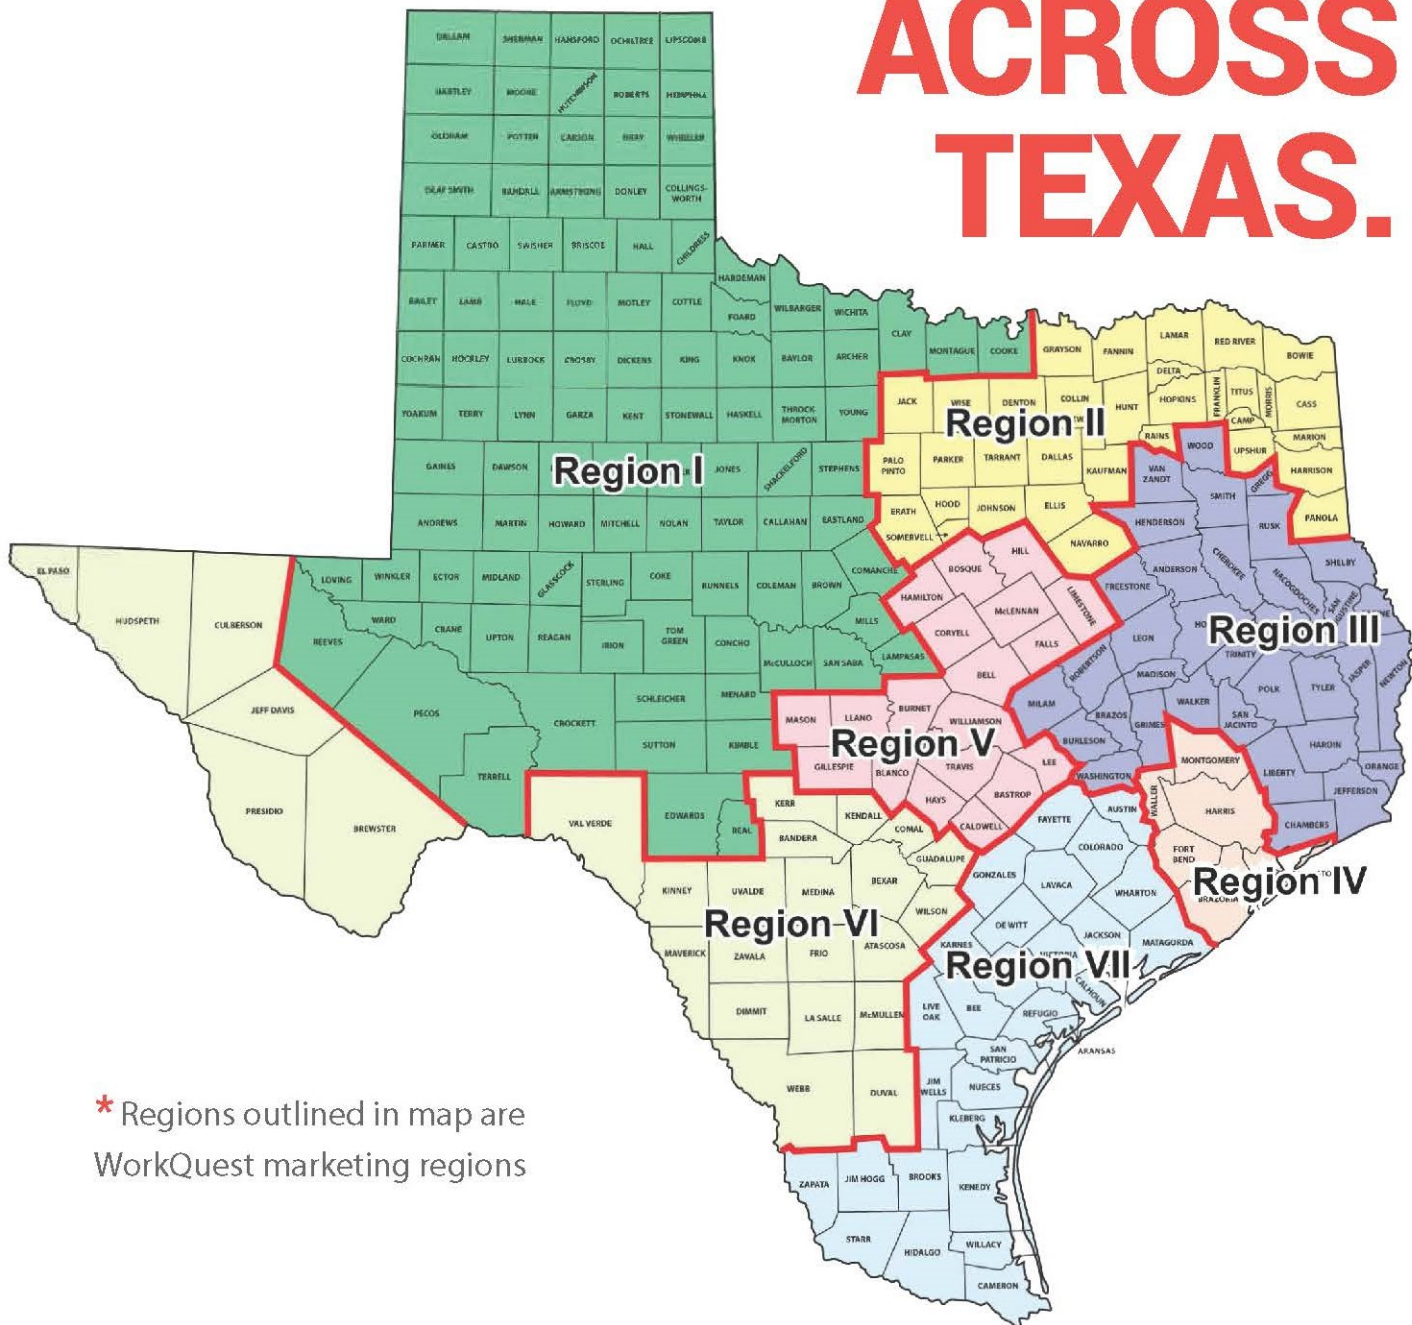 ACROSS
TEXAS.
DALLAM SHERMAN HANSFORD OCHILTREE LIPSCOMB
HARTLEY MOORE HUTCHINSON ROBERTS HEMPHILL
OLDHAM POTTER CARSON GRAY WHEELER
DEAF SMITH RANDALL ARMSTRONG DONLEY COLLINGS-
WORTH
PARMER CASTRO SWISHER BRISCOE HALL CHILDRESS
HARDEMAN
BAILEY LAMB HALE FLOYD MOTLEY COTTLE
FOARD WILBARGER WICHITA
CLAY MONTAGUE COOKE GRAYSON FANNIN LAMAR RED RIVER BOWIE
COCHRAN HOCKLEY LUBBOCK CROSBY DICKENS KING KNOX BAYLOR ARCHER
DELTA
YOAKUM TERRY LYNN GARZA KENT STONEWALL HASKELL THROCK-
MORTON YOUNG
JACK WISE DENTON COLLIN HUNT HOPKINS FRANKLIN TITUS MORRIS CASS
CAMP
Region II
RAINS WOOD UPSHUR MARION
GAINES DAWSON JONES SHACKELFORD STEPHENS
Region I
PALO
PINTO PARKER TARRANT DALLAS KAUFMAN VAN
ZANDT SMITH GREGG HARRISON
ANDREWS MARTIN HOWARD MITCHELL NOLAN TAYLOR CALLAHAN EASTLAND
ERATH HOOD JOHNSON ELLIS HENDERSON RUSK PANOLA
SOMERVELL NAVARRO
EL PASO HUDSPETH CULBERSON
LOVING WINKLER ECTOR MIDLAND GLASSCOCK STERLING COKE RUNNELS COLEMAN BROWN COMANCHE
BOSQUE HILL FREESTONE ANDERSON CHEROKEE NACOGDOCHES SHELBY
HAMILTON McLENNAN LIMESTONE SAN
AUGUSTINE
REEVES WARD CRANE UPTON REAGAN IRION TOM
GREEN CONCHO MILLS
CORYELL FALLS LEON
Region III
TRINITY
McCULLOCH SAN SABA LAMPASAS BELL ROBERTSON MADISON
JEFF DAVIS PECOS CROCKETT SCHLEICHER MENARD
MASON LLANO BURNET WILLIAMSON MILAM BRAZOS GRIMES WALKER SAN
JACINTO POLK TYLER JASPER NEWTON
Region V
SUTTON KIMBLE GILLESPIE BLANCO TRAVIS LEE BURLESON WASHINGTON MONTGOMERY LIBERTY HARDIN ORANGE
TERRELL
PRESIDIO BREWSTER VAL VERDE EDWARDS REAL KERR KENDALL HAYS BASTROP CALDWELL
JEFFERSON
BANDERA COMAL FAYETTE AUSTIN WALLER HARRIS CHAMBERS
GUADALUPE COLORADO FORT
BEND
KINNEY UVALDE MEDINA BEXAR GONZALES LAVACA WHARTON
Region IV
BRAZORIA
Region VI
WILSON DE WITT JACKSON MATAGORDA
MAVERICK ZAVALA FRIO ATASCOSA KARNES VICTORIA
Region VII
CALHOUN
DIMMIT LA SALLE McMULLEN LIVE
OAK BEE REFUGIO
SAN
PATRICIO ARANSAS
WEBB DUVAL JIM
WELLS NUECES
KLEBERG
* Regions outlined in map are
WorkQuest marketing regions
ZAPATA JIM HOGG BROOKS KENEDY
STARR HIDALGO WILLACY
CAMERON